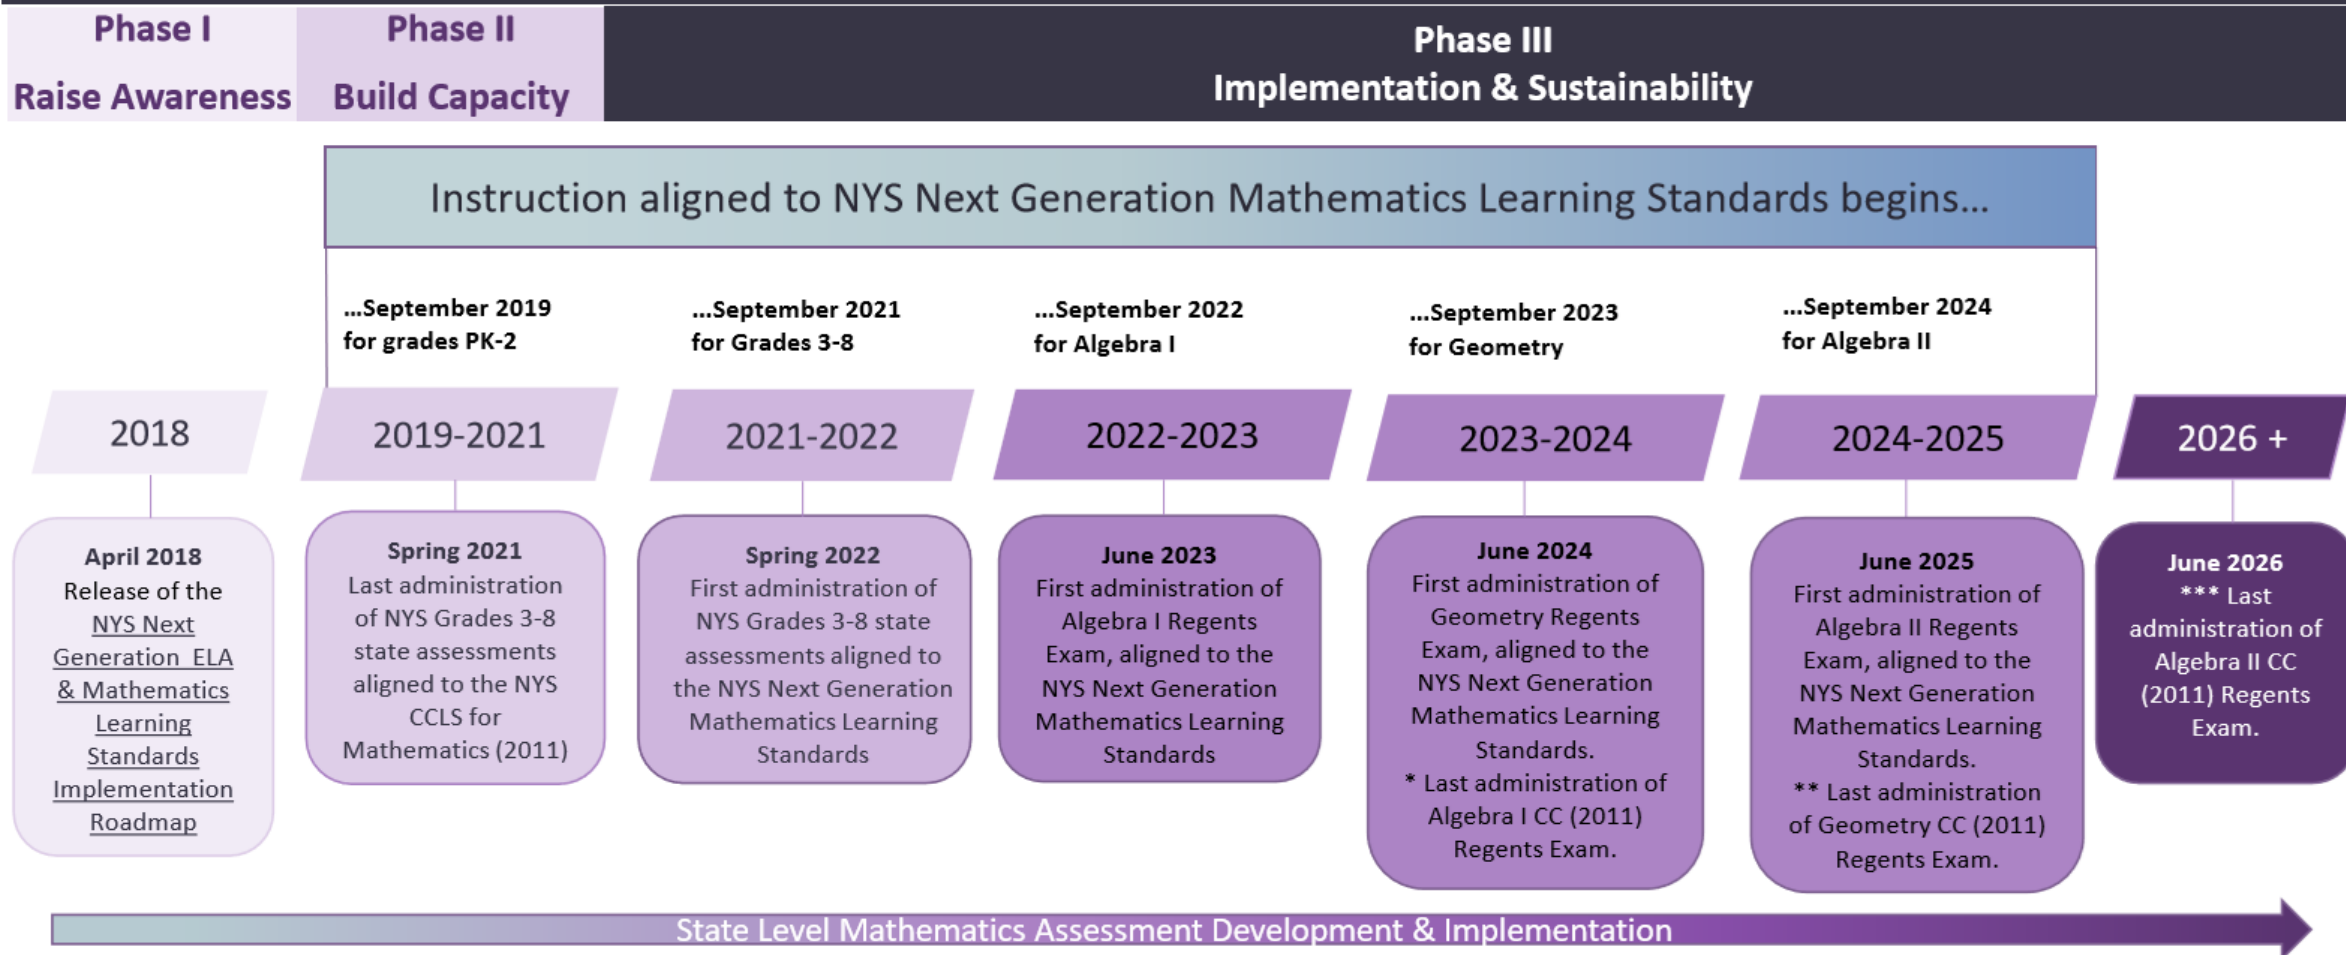 Phase I
Raise Awareness
Phase II
Build Capacity
Phase III
Implementation & Sustainability
Instruction aligned to NYS Next Generation Mathematics Learning Standards begins...
...September 2019
for grades PK-2
...September 2021
for Grades 3-8
...September 2022
for Algebra I
...September 2023
for Geometry
...September 2024
for Algebra II
2018
2019-2021
2021-2022
2022-2023
2023-2024
2024-2025
2026 +
April 2018
Release of the
NYS Next
Generation ELA
& Mathematics
Learning
Standards
Implementation
Roadmap
Spring 2021
Last administration
of NYS Grades 3-8
state assessments
aligned to the NYS
CCLS for
Mathematics (2011)
Spring 2022
First administration of
NYS Grades 3-8 state
assessments aligned to
the NYS Next Generation
Mathematics Learning
Standards
June 2023
First administration of
Algebra I Regents
Exam, aligned to the
NYS Next Generation
Mathematics Learning
Standards
June 2024
First administration of
Geometry Regents
Exam, aligned to the
NYS Next Generation
Mathematics Learning
Standards.
* Last administration of
Algebra I CC (2011)
Regents Exam.
June 2025
First administration of
Algebra II Regents
Exam, aligned to the
NYS Next Generation
Mathematics Learning
Standards.
** Last administration
of Geometry CC (2011)
Regents Exam.
June 2026
*** Last
administration of
Algebra II CC
(2011) Regents
Exam.
State Level Mathematics Assessment Development & Implementation